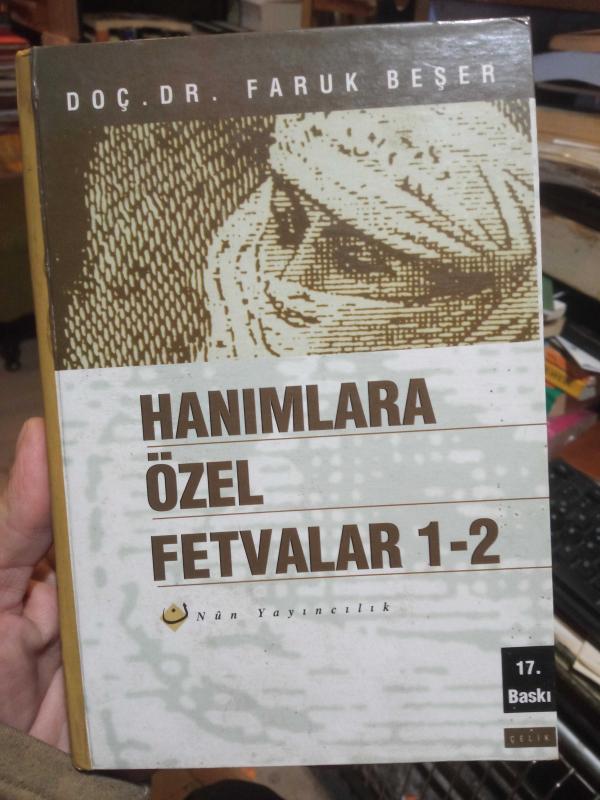 DOÇ. DR. FARUK BEŞER
HANIMLARA
ÖZEL
FETVALAR 1-2
Nûn Yayıncılık
17.
Baskı
ÇELİK